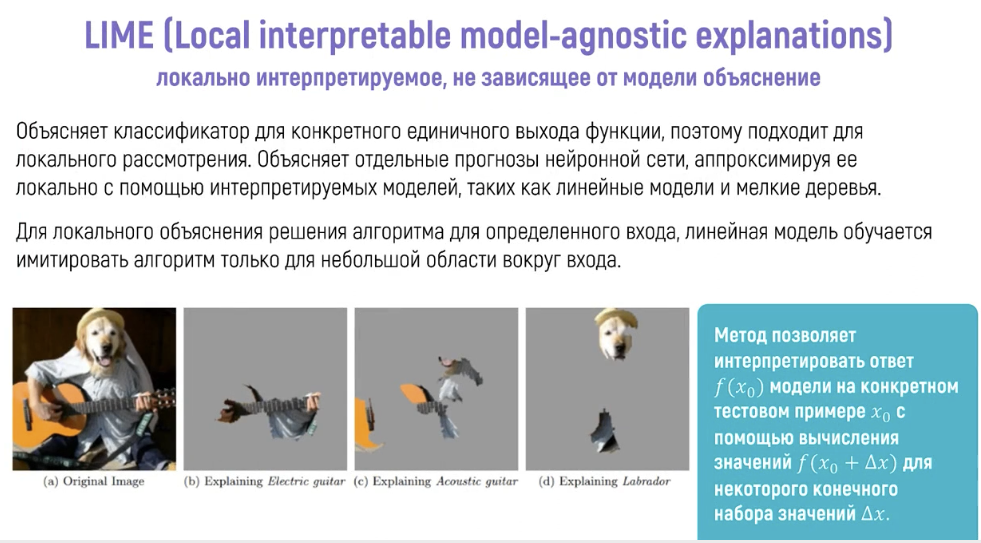 LIME (Local interpretable model-agnostic explanations)
локально интерпретируемое, не зависящее от модели объяснение
Объясняет классификатор для конкретного единичного выхода функции, поэтому подходит для
локального рассмотрения. Объясняет отдельные прогнозы нейронной сети, аппроксимируя ее
локально с помощью интерпретируемых моделей, таких как линейные модели и мелкие деревья.
Для локального объяснения решения алгоритма для определенного входа, линейная модель обучается
имитировать алгоритм только для небольшой области вокруг входа.
(a) Original Image
(b) Explaining Electric guitar
(c) Explaining Acoustic guitar
(d) Explaining Labrador
Метод позволяет
интерпретировать ответ
f(x₀) модели на конкретном
тестовом примере x₀ с
помощью вычисления
значений f(x₀ + Δx) для
некоторого конечного
набора значений Δx.